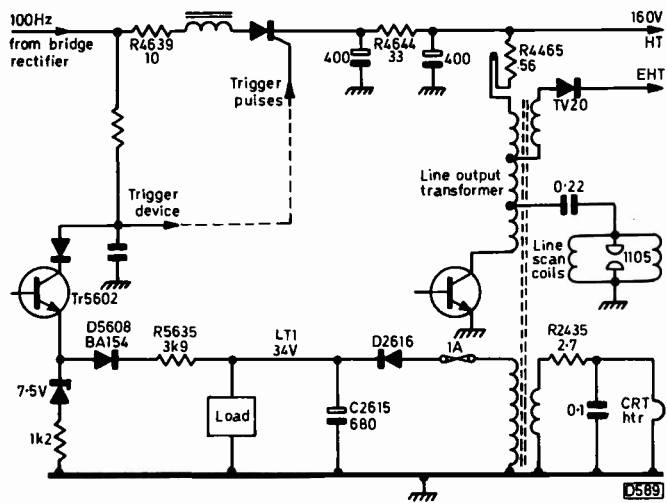 100Hz
from bridge
rectifier
R4639
10
400
R4644
33
400
R4465
56
160V
HT
EHT
TV20
Trigger
pulses
Line output
transformer
0·22
Trigger
device
Line
scan
coils
1105
Tr5602
D5608
BA154
R5635
3k9
LT1
34V
D2616
1A
R2435
2·7
7·5V
1k2
Load
C2615
680
0·1
CRT
htr
D589